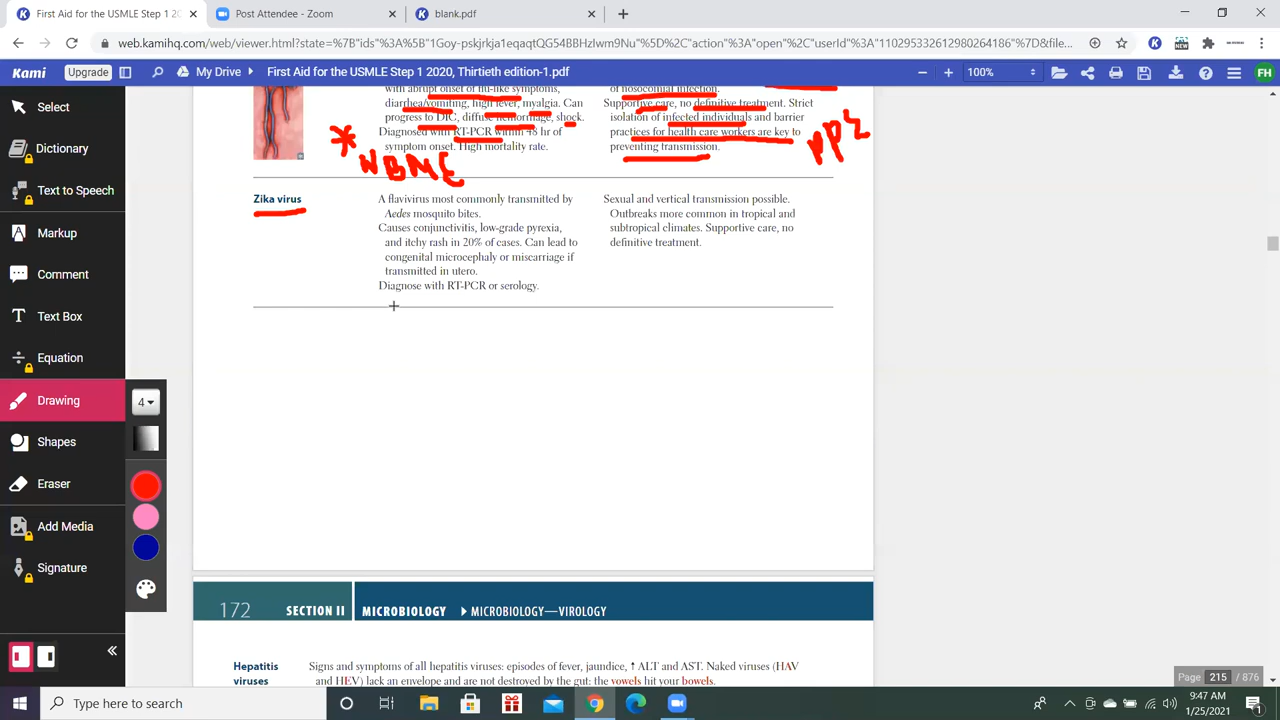 First Aid for the USMLE Step 1 20
Post Attendee - Zoom
blank.pdf
web.kamihq.com/web/viewer.html?state=%7B"ids"%3A%5B"1Goy-pskjrkja1eqaqtQG54BBHzIwm9Nu"%5D%2C"action"%3A"open"%2C"userId"%3A"110295332612980264186"%7D&file...
Kami
Upgrade
My Drive
First Aid for the USMLE Step 1 2020, Thirtieth edition-1.pdf
100%
FH
Select
Dictionary
Text to Speech
Markup
Comment
Text Box
Equation
Drawing
Shapes
Eraser
Add Media
Signature
4
with abrupt onset of flu-like symptoms,
diarrhea/vomiting, high fever, myalgia. Can
progress to DIC, diffuse hemorrhage, shock.
Diagnosed with RT-PCR within 48 hr of
symptom onset. High mortality rate.
of nosocomial infection.
Supportive care, no definitive treatment. Strict
isolation of infected individuals and barrier
practices for health care workers are key to
preventing transmission.
NBME
Zika virus
A flavivirus most commonly transmitted by
Aedes mosquito bites.
Causes conjunctivitis, low-grade pyrexia,
and itchy rash in 20% of cases. Can lead to
congenital microcephaly or miscarriage if
transmitted in utero.
Diagnose with RT-PCR or serology.
Sexual and vertical transmission possible.
Outbreaks more common in tropical and
subtropical climates. Supportive care, no
definitive treatment.
172 SECTION II MICROBIOLOGY ▶ MICROBIOLOGY—VIROLOGY
Hepatitis
viruses
Signs and symptoms of all hepatitis viruses: episodes of fever, jaundice, ↑ ALT and AST. Naked viruses (HAV
and HEV) lack an envelope and are not destroyed by the gut: the vowels hit your bowels.
Page 215 / 876
Type here to search
9:47 AM
1/25/2021